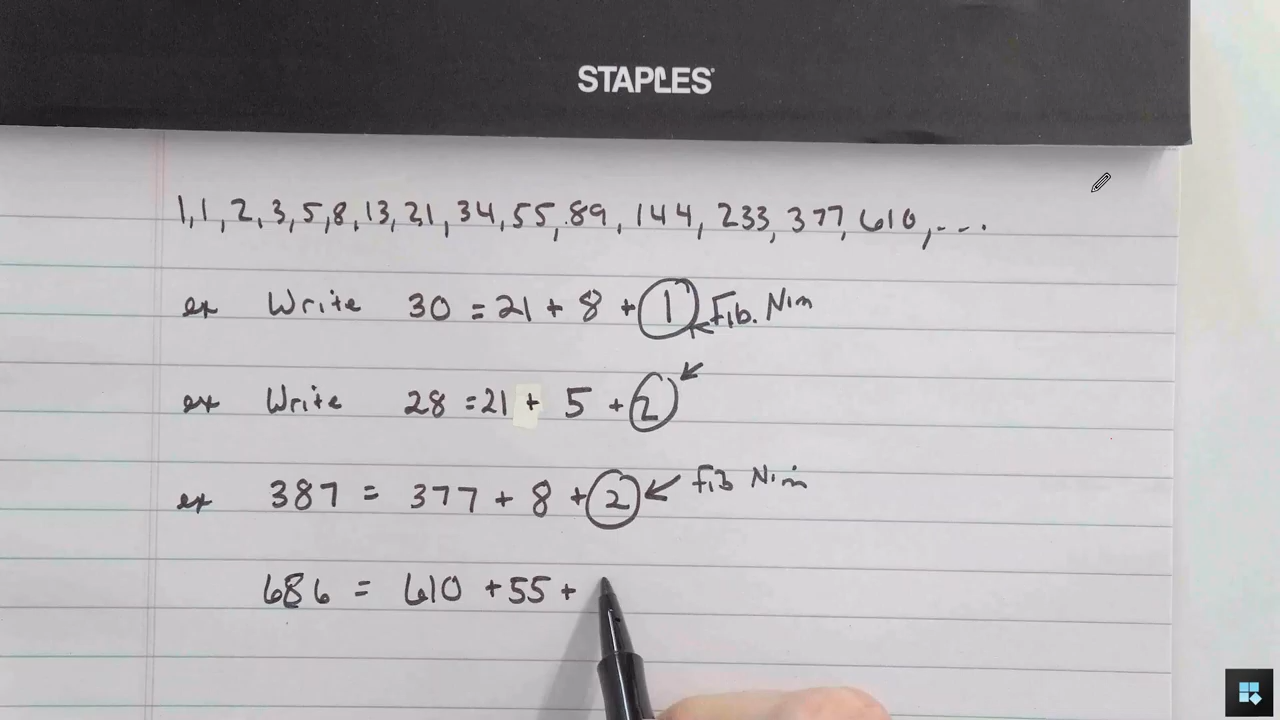 STAPLES
1, 1, 2, 3, 5, 8, 13, 21, 34, 55, 89, 144, 233, 377, 610, ...
ex Write 30 = 21 + 8 + 1 Fib. Nim
ex Write 28 = 21 + 5 + 2
ex 387 = 377 + 8 + 2 Fib Nim
686 = 610 + 55 +